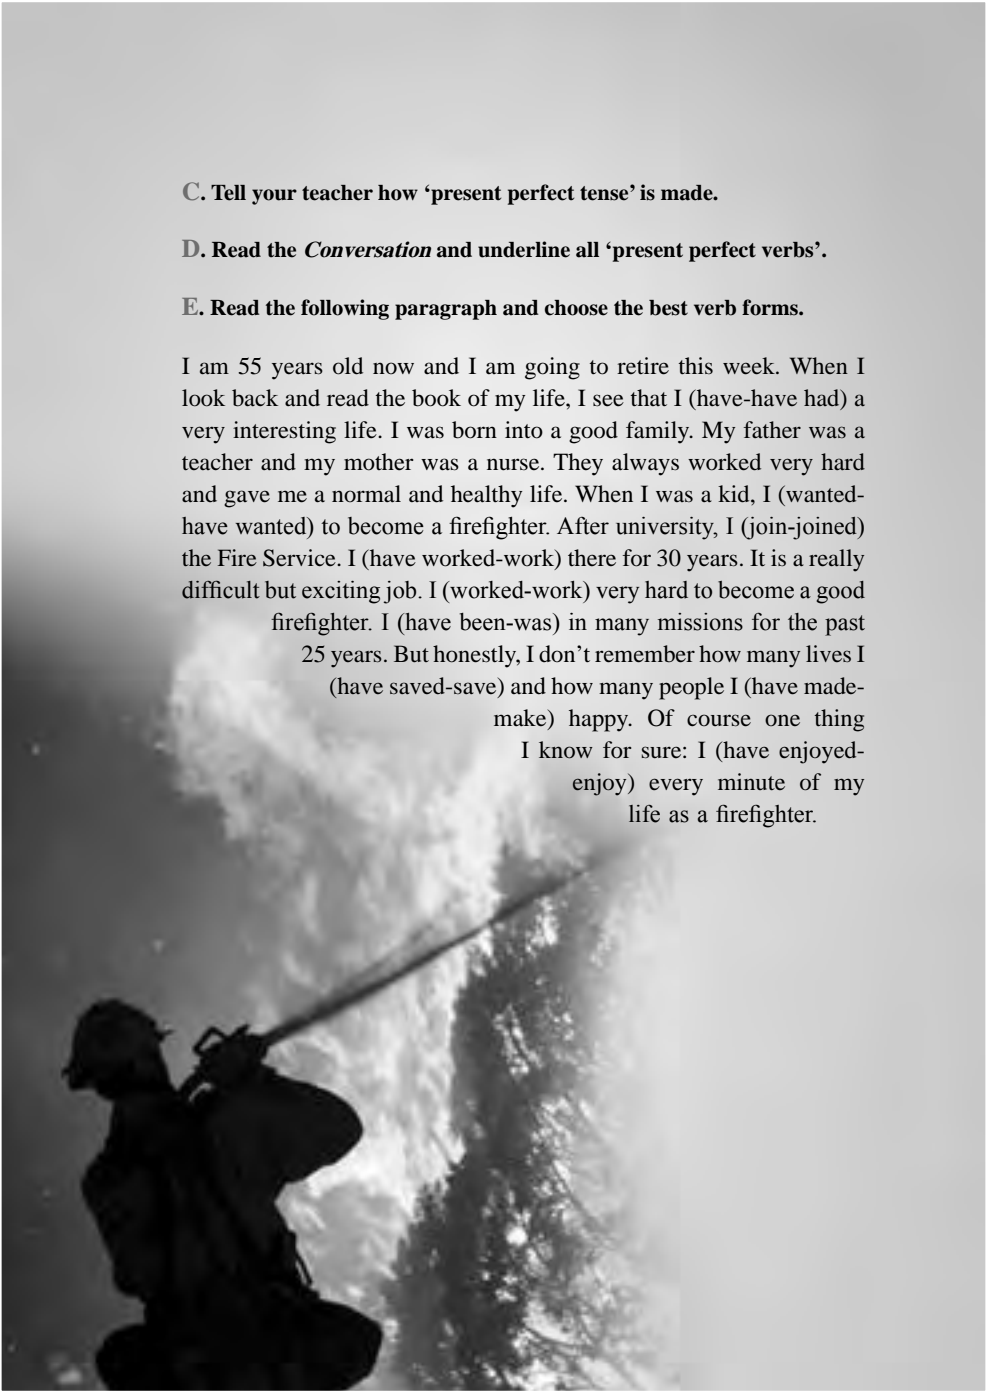 C. Tell your teacher how ‘present perfect tense’ is made.
D. Read the Conversation and underline all ‘present perfect verbs’.
E. Read the following paragraph and choose the best verb forms.
I am 55 years old now and I am going to retire this week. When I
look back and read the book of my life, I see that I (have-have had) a
very interesting life. I was born into a good family. My father was a
teacher and my mother was a nurse. They always worked very hard
and gave me a normal and healthy life. When I was a kid, I (wanted-
have wanted) to become a firefighter. After university, I (join-joined)
the Fire Service. I (have worked-work) there for 30 years. It is a really
difficult but exciting job. I (worked-work) very hard to become a good
firefighter. I (have been-was) in many missions for the past
25 years. But honestly, I don’t remember how many lives I
(have saved-save) and how many people I (have made-
make) happy. Of course one thing
I know for sure: I (have enjoyed-
enjoy) every minute of my
life as a firefighter.